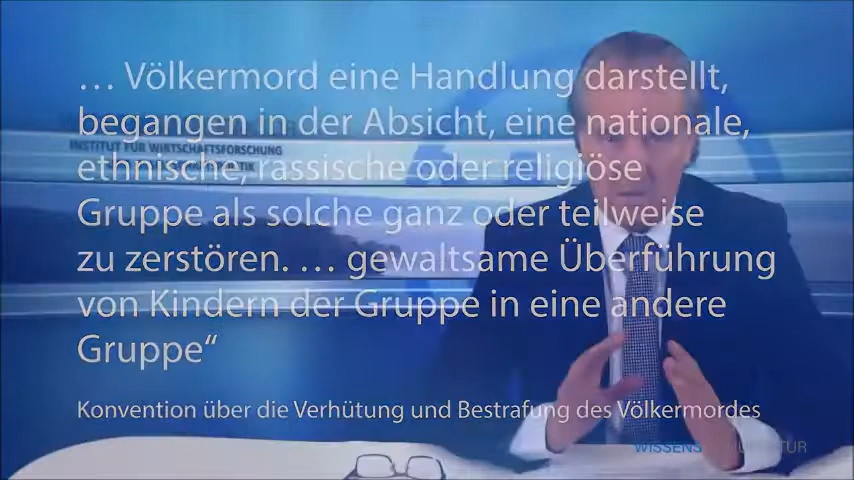 … Völkermord eine Handlung darstellt,
begangen in der Absicht, eine nationale,
ethnische, rassische oder religiöse
Gruppe als solche ganz oder teilweise
zu zerstören. … gewaltsame Überführung
von Kindern der Gruppe in eine andere
Gruppe“
Konvention über die Verhütung und Bestrafung des Völkermordes
INSTITUT FÜR WIRTSCHAFTSFORSCHUNG
WISSENS